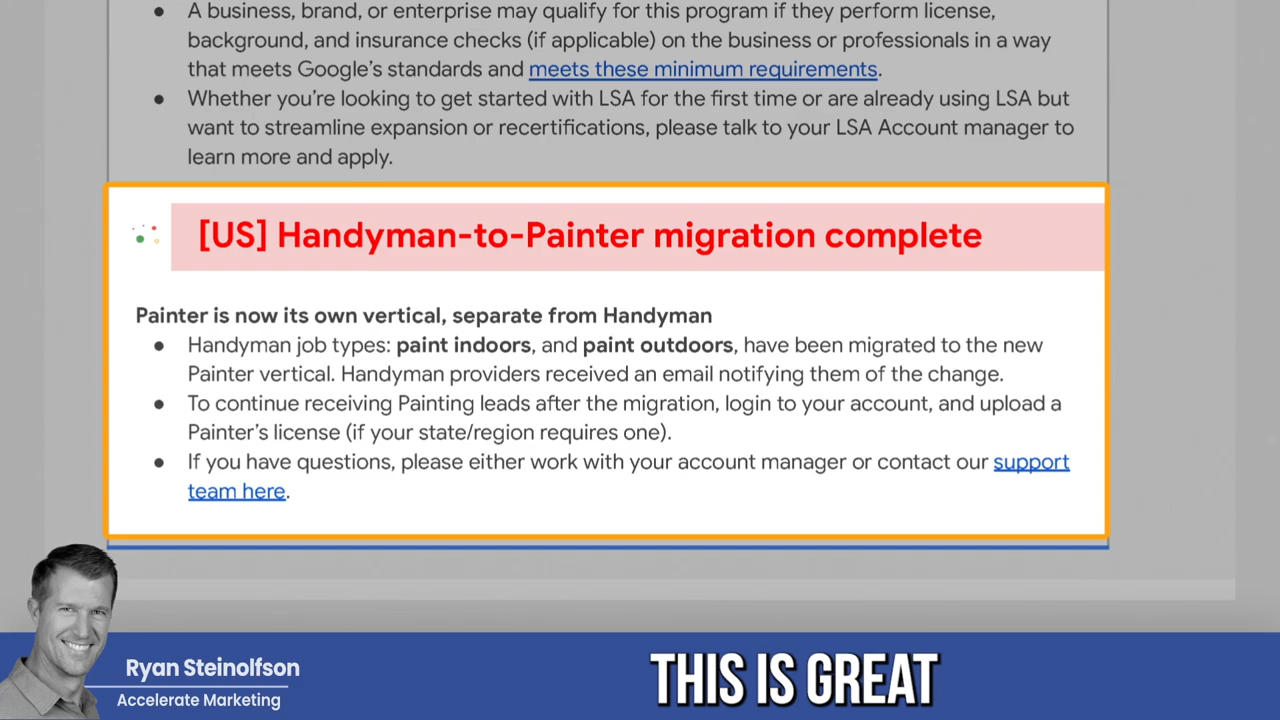 ● A business, brand, or enterprise may qualify for this program if they perform license,
background, and insurance checks (if applicable) on the business or professionals in a way
that meets Google's standards and meets these minimum requirements.
● Whether you're looking to get started with LSA for the first time or are already using LSA but
want to streamline expansion or recertifications, please talk to your LSA Account manager to
learn more and apply.
[US] Handyman-to-Painter migration complete
Painter is now its own vertical, separate from Handyman
● Handyman job types: paint indoors, and paint outdoors, have been migrated to the new
Painter vertical. Handyman providers received an email notifying them of the change.
● To continue receiving Painting leads after the migration, login to your account, and upload a
Painter's license (if your state/region requires one).
● If you have questions, please either work with your account manager or contact our support
team here.
Ryan Steinolfson
Accelerate Marketing
THIS IS GREAT